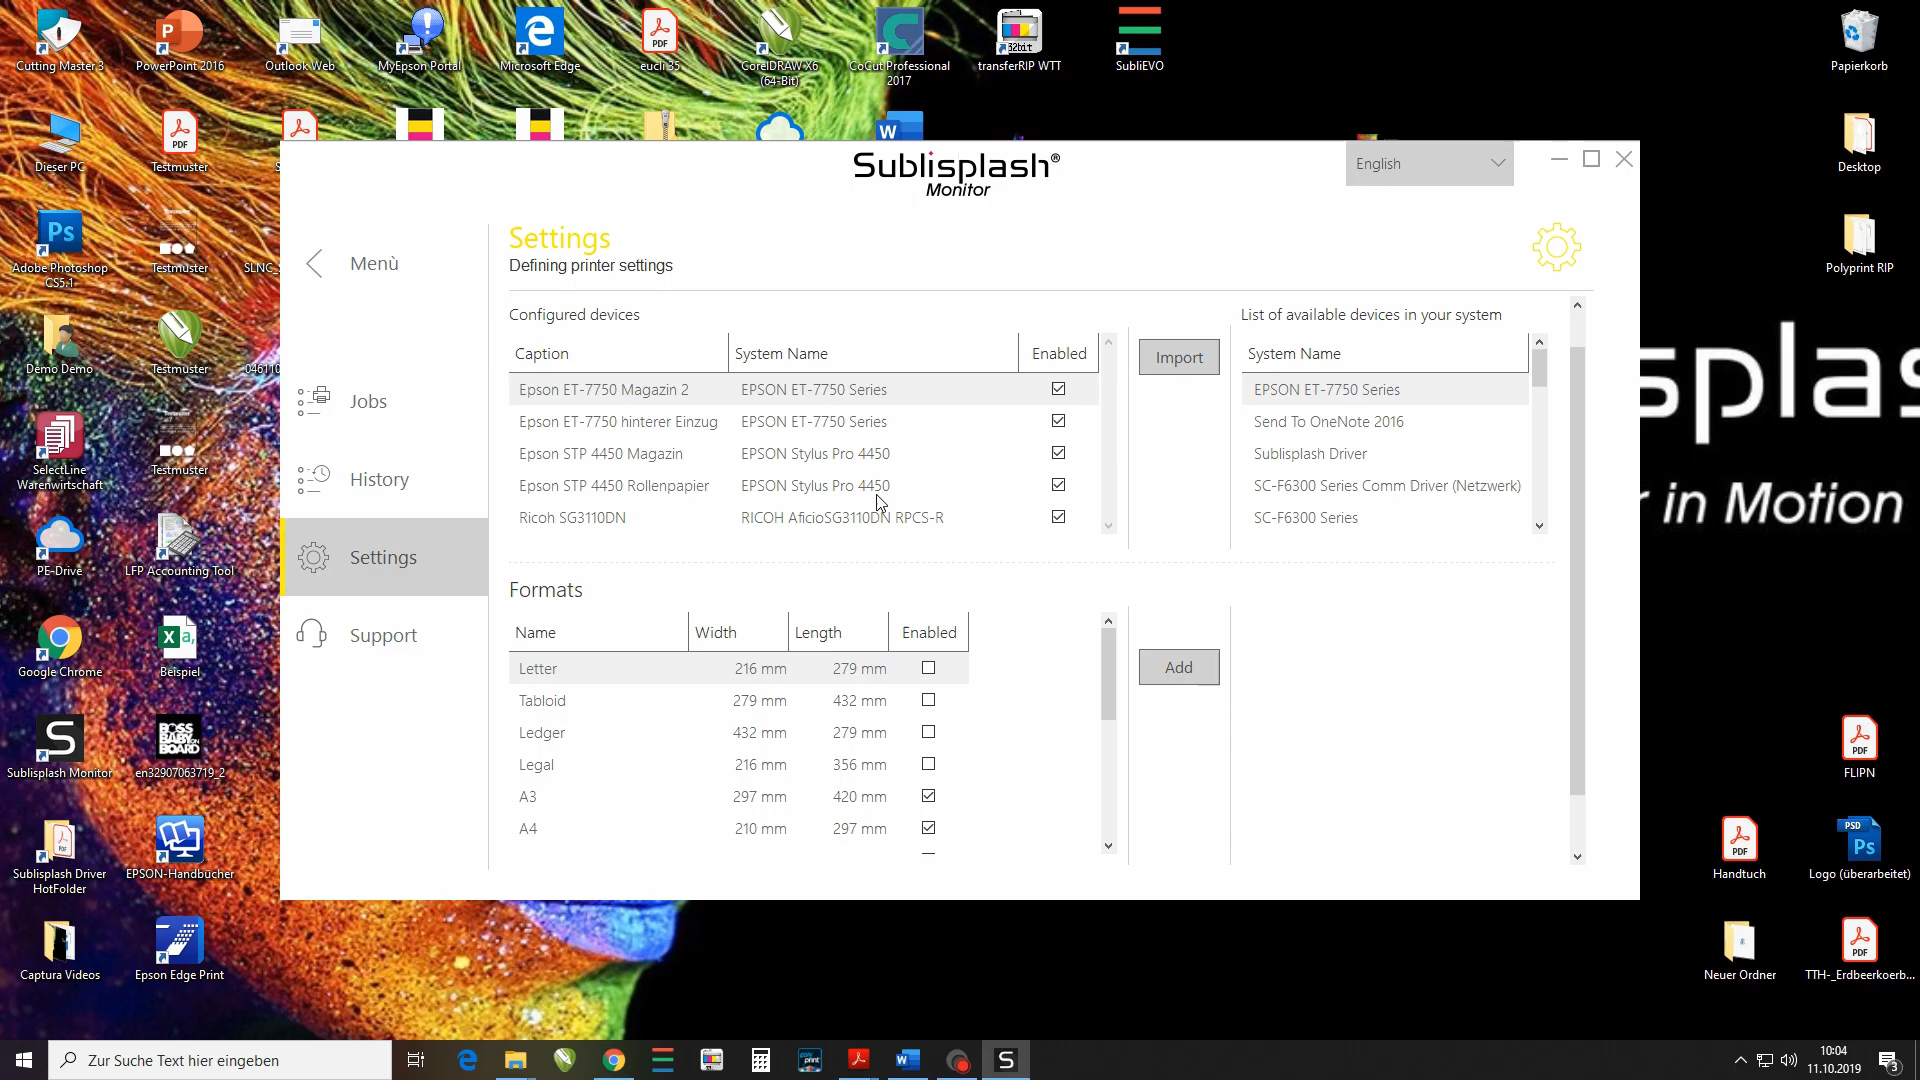 Cutting Master 3
PowerPoint 2016
Outlook Web
MyEpson Portal
Microsoft Edge
eucli 35
CorelDRAW X6
(64-Bit)
CoCut Professional
2017
transferRIP WTT
SubliEVO
Papierkorb
Dieser PC
Testmuster
Desktop
Adobe Photoshop
CS5.1
Testmuster
SLNC_S
Polyprint RIP
Demo Demo
Testmuster
046110
SelectLine
Warenwirtschaft
Testmuster
PE-Drive
LFP Accounting Tool
Google Chrome
Beispiel
Sublisplash Monitor
en32907063719_2
BOSS
BABY
BOARD
Sublisplash Driver
HotFolder
EPSON-Handbücher
Captura Videos
Epson Edge Print
FLIPN
Handtuch
Logo (überarbeitet)
Neuer Ordner
TTH-_Erdbeerkoerb...
Sublisplash®
Monitor
English
Menù
Jobs
History
Settings
Support
Settings
Defining printer settings
Configured devices
Caption System Name Enabled
Epson ET-7750 Magazin 2 EPSON ET-7750 Series
Epson ET-7750 hinterer Einzug EPSON ET-7750 Series
Epson STP 4450 Magazin EPSON Stylus Pro 4450
Epson STP 4450 Rollenpapier EPSON Stylus Pro 4450
Ricoh SG3110DN RICOH AficioSG3110DN RPCS-R
Import
List of available devices in your system
System Name
EPSON ET-7750 Series
Send To OneNote 2016
Sublisplash Driver
SC-F6300 Series Comm Driver (Netzwerk)
SC-F6300 Series
Formats
Name Width Length Enabled
Letter 216 mm 279 mm
Tabloid 279 mm 432 mm
Ledger 432 mm 279 mm
Legal 216 mm 356 mm
A3 297 mm 420 mm
A4 210 mm 297 mm
Add
splas
r in Motion
Zur Suche Text hier eingeben
10:04
11.10.2019
3